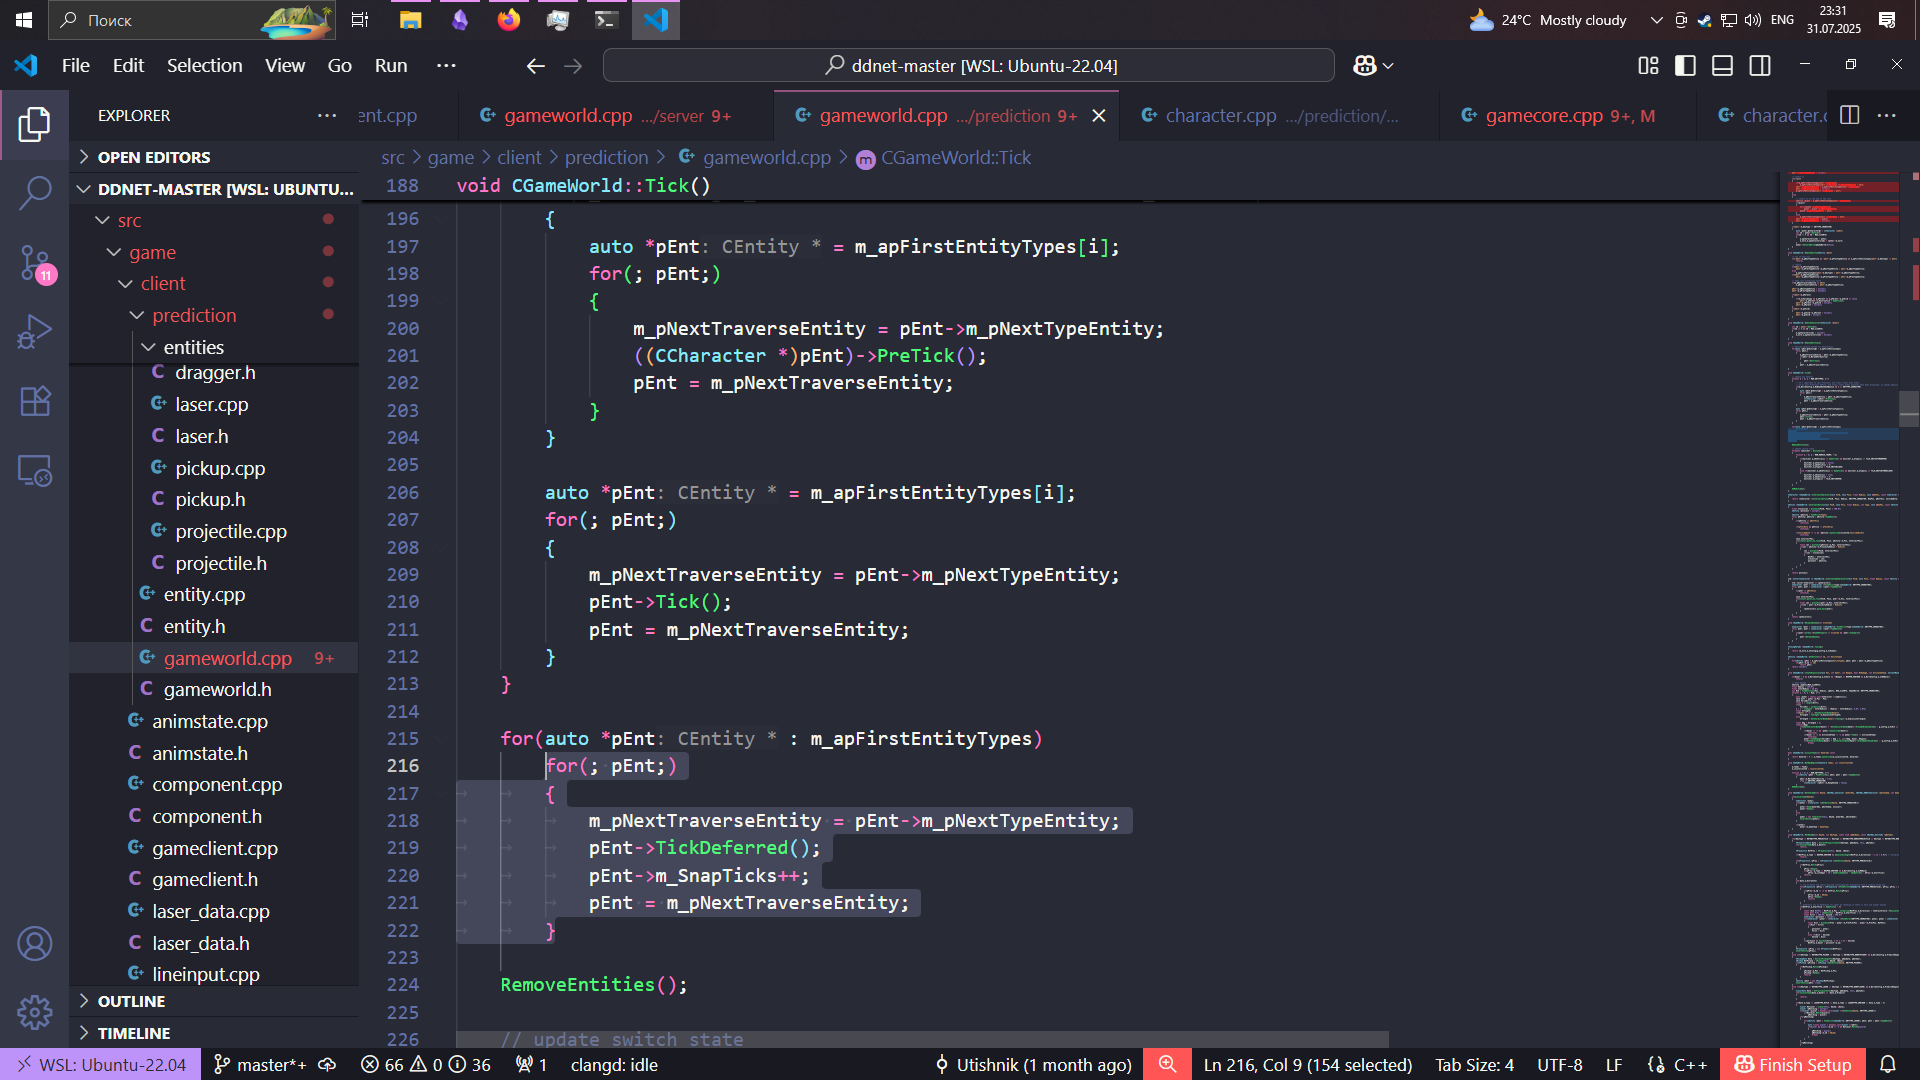 Поиск
24°C Mostly cloudy
ENG
23:31
31.07.2025
File Edit Selection View Go Run ...
ddnet-master [WSL: Ubuntu-22.04]
EXPLORER
ent.cpp
gameworld.cpp .../server 9+
gameworld.cpp .../prediction 9+
character.cpp .../prediction/...
gamecore.cpp 9+, M
character.c
src > game > client > prediction > gameworld.cpp > CGameWorld::Tick
OPEN EDITORS
DDNET-MASTER [WSL: UBUNTU...
src
game
client
prediction
entities
dragger.h
laser.cpp
laser.h
pickup.cpp
pickup.h
projectile.cpp
projectile.h
entity.cpp
entity.h
gameworld.cpp 9+
gameworld.h
animstate.cpp
animstate.h
component.cpp
component.h
gameclient.cpp
gameclient.h
laser_data.cpp
laser_data.h
lineinput.cpp
OUTLINE
TIMELINE
11
188 void CGameWorld::Tick()
196 {
197 auto *pEnt: CEntity * = m_apFirstEntityTypes[i];
198 for(; pEnt;)
199 {
200 m_pNextTraverseEntity = pEnt->m_pNextTypeEntity;
201 ((CCharacter *)pEnt)->PreTick();
202 pEnt = m_pNextTraverseEntity;
203 }
204 }
205
206 auto *pEnt: CEntity * = m_apFirstEntityTypes[i];
207 for(; pEnt;)
208 {
209 m_pNextTraverseEntity = pEnt->m_pNextTypeEntity;
210 pEnt->Tick();
211 pEnt = m_pNextTraverseEntity;
212 }
213 }
214
215 for(auto *pEnt: CEntity * : m_apFirstEntityTypes)
216 for(; pEnt;)
217 {
218 m_pNextTraverseEntity = pEnt->m_pNextTypeEntity;
219 pEnt->TickDeferred();
220 pEnt->m_SnapTicks++;
221 pEnt = m_pNextTraverseEntity;
222 }
223
224 RemoveEntities();
225
226 // update switch state
WSL: Ubuntu-22.04 master*+ 66 0 36 1 clangd: idle Utishnik (1 month ago) Ln 216, Col 9 (154 selected) Tab Size: 4 UTF-8 LF {} C++ Finish Setup